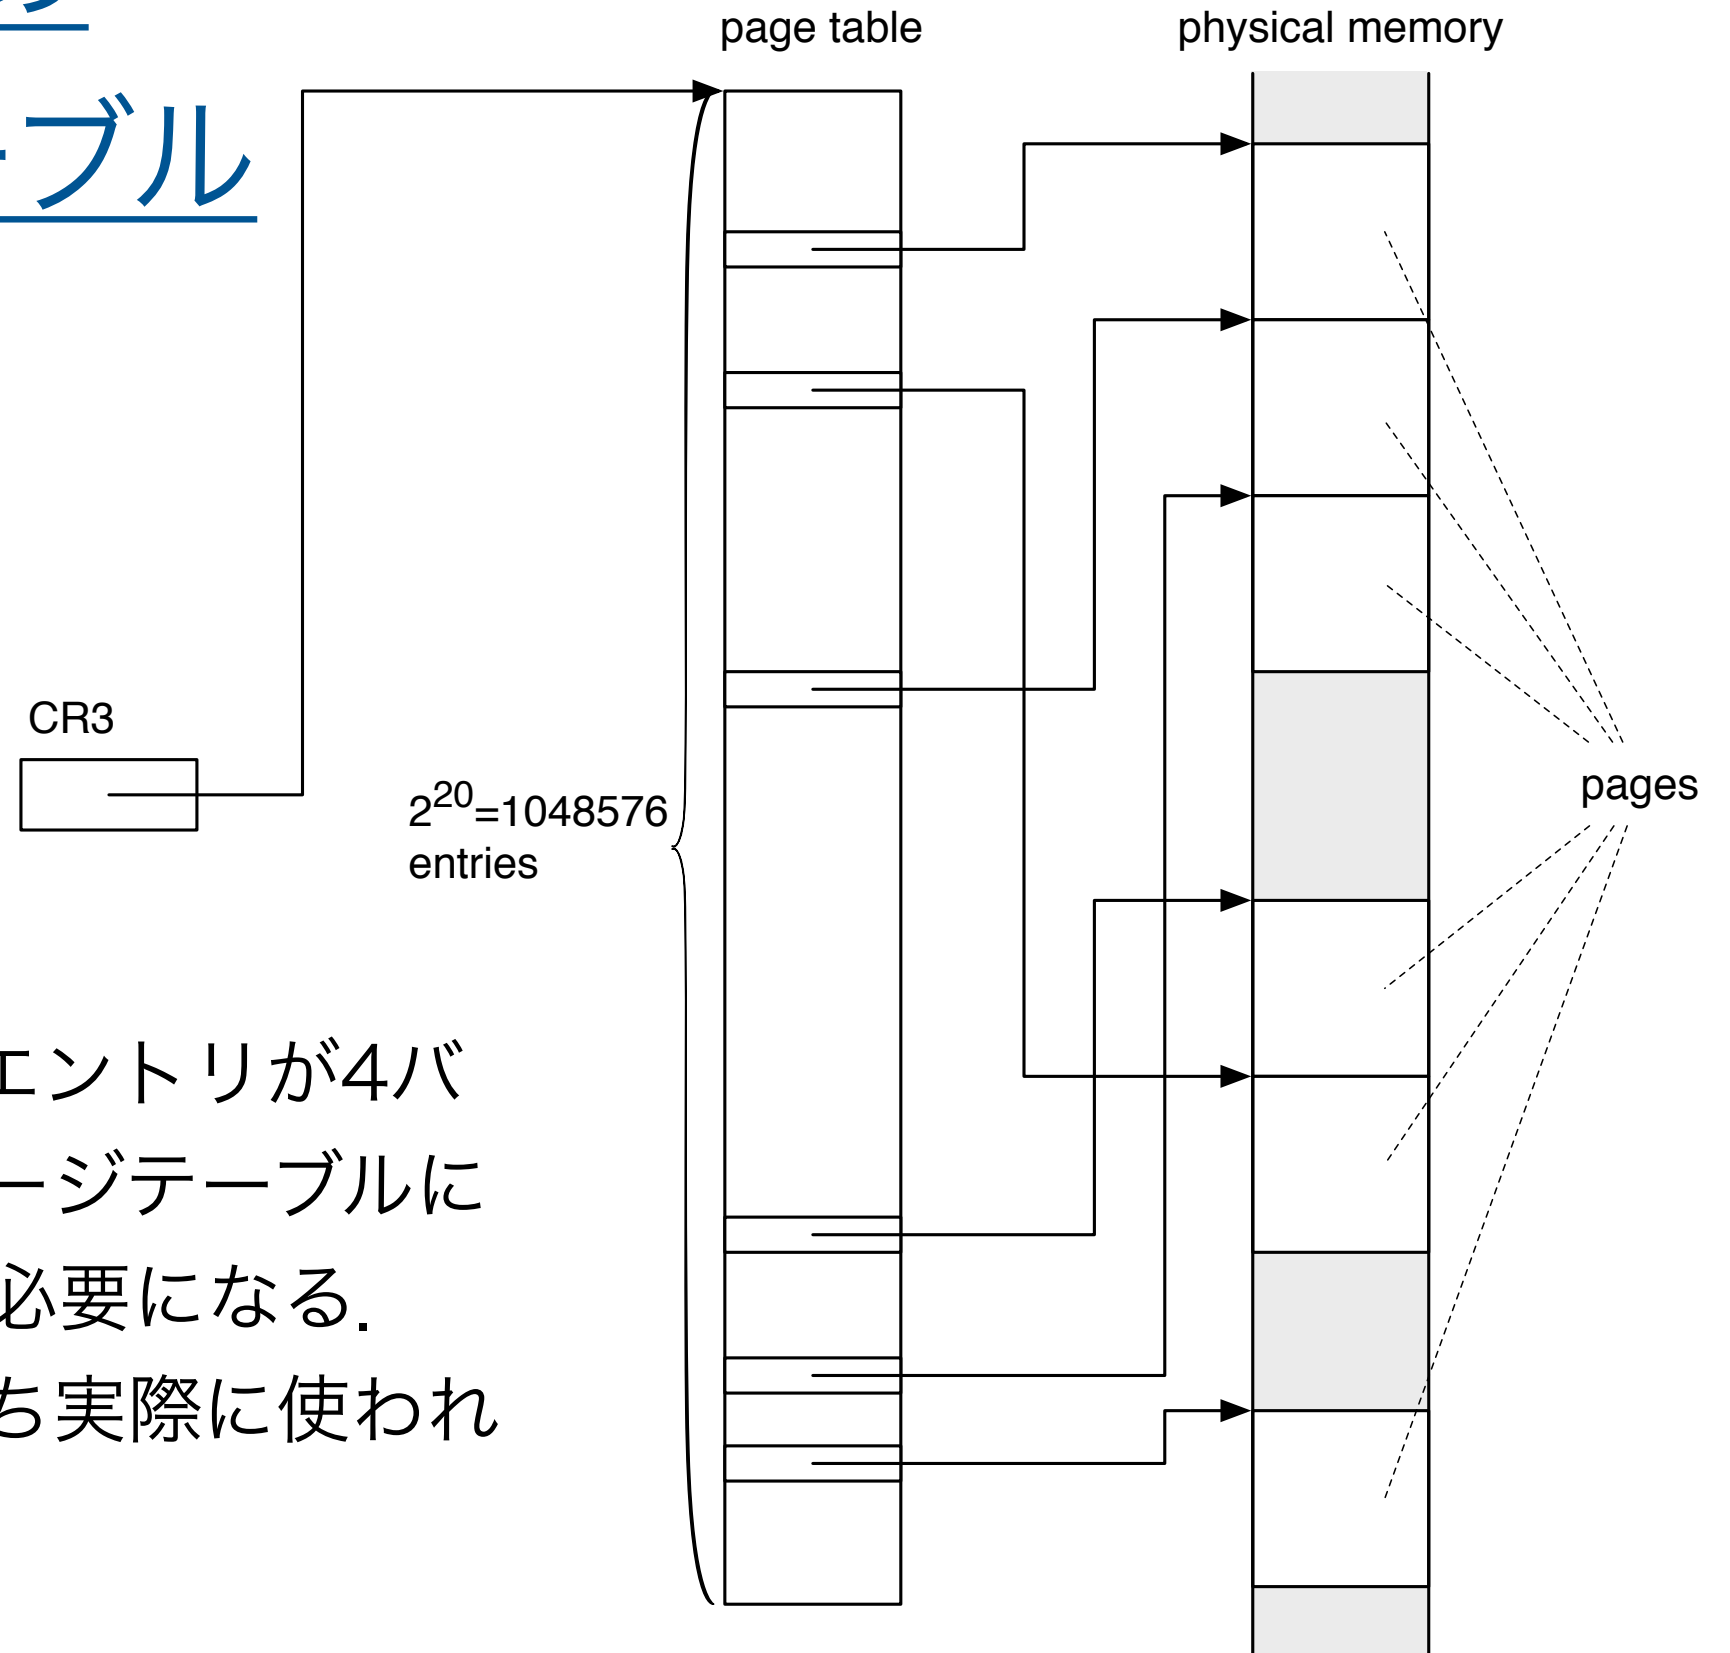 ーブル
page table
physical memory
CR3
2^20=1048576
entries
pages
エントリが4バ
ージテーブルに
必要になる.
ち実際に使われ